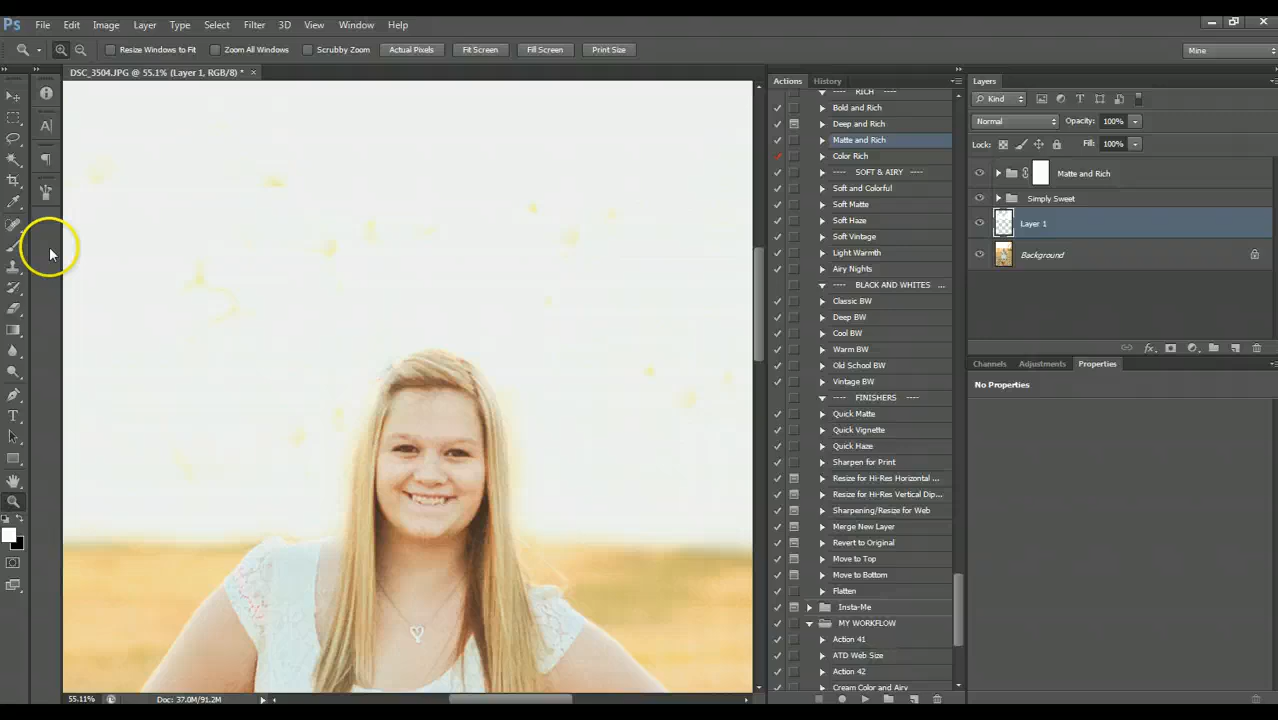 Ps File Edit Image Layer Type Select Filter 3D View Window Help
Resize Windows to Fit Zoom All Windows Scrubby Zoom Actual Pixels Fit Screen Fill Screen Print Size Mine
DSC_3504.JPG @ 55.1% (Layer 1, RGB/8) *
Actions History
---- RICH ----
Bold and Rich
Deep and Rich
Matte and Rich
Color Rich
---- SOFT & AIRY ----
Soft and Colorful
Soft Matte
Soft Haze
Soft Vintage
Light Warmth
Airy Nights
---- BLACK AND WHITES ...
Classic BW
Deep BW
Cool BW
Warm BW
Old School BW
Vintage BW
---- FINISHERS ----
Quick Matte
Quick Vignette
Quick Haze
Sharpen for Print
Resize for Hi-Res Horizontal ...
Resize for Hi-Res Vertical Dip...
Sharpening/Resize for Web
Merge New Layer
Revert to Original
Move to Top
Move to Bottom
Flatten
Insta-Me
MY WORKFLOW
Action 41
ATD Web Size
Action 42
Cream Color and Airy
Layers
Kind
Normal Opacity: 100%
Lock: Fill: 100%
Matte and Rich
Simply Sweet
Layer 1
Background
Channels Adjustments Properties
No Properties
55.11% Doc: 37.0M/91.2M